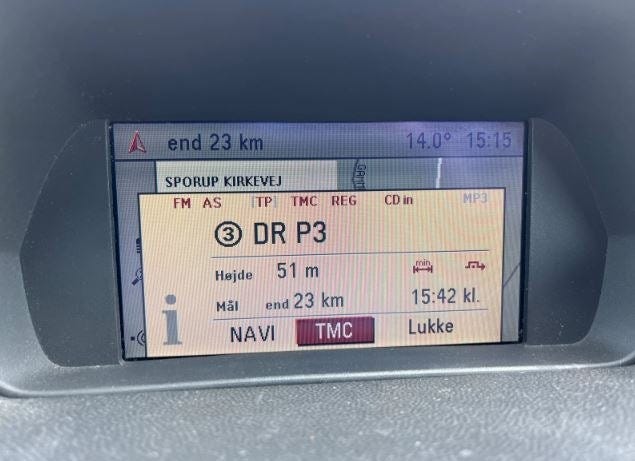 end 23 km 14.0° 15:15
SPORUP KIRKEVEJ
FM AS [TP] TMC REG CD in MP3
③ DR P3
Højde 51 m min
Mål end 23 km 15:42 kl.
i
NAVI TMC Lukke